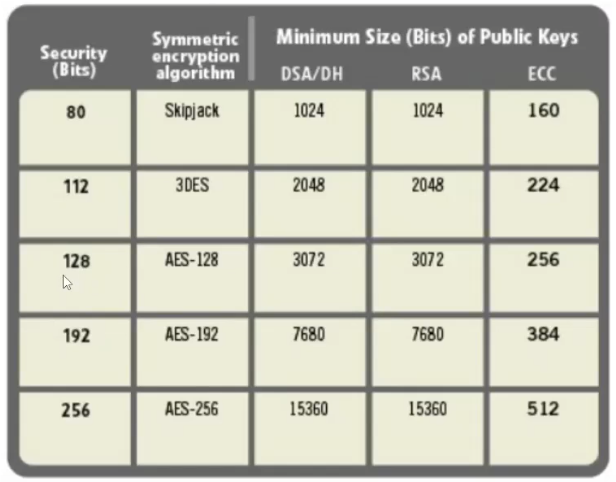 Security (Bits)
Symmetric encryption algorithm
Minimum Size (Bits) of Public Keys
DSA/DH RSA ECC
80 Skipjack 1024 1024 160
112 3DES 2048 2048 224
128 AES-128 3072 3072 256
192 AES-192 7680 7680 384
256 AES-256 15360 15360 512